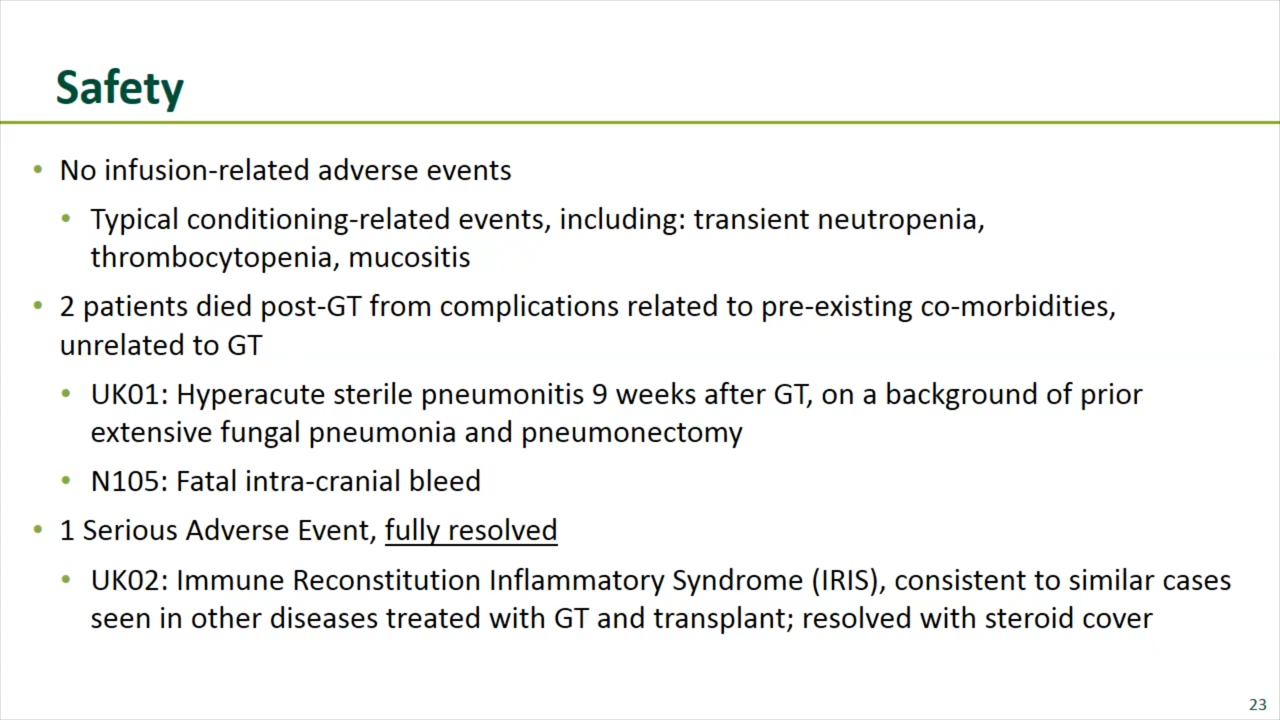 Safety
• No infusion-related adverse events
• Typical conditioning-related events, including: transient neutropenia,
thrombocytopenia, mucositis
• 2 patients died post-GT from complications related to pre-existing co-morbidities,
unrelated to GT
• UK01: Hyperacute sterile pneumonitis 9 weeks after GT, on a background of prior
extensive fungal pneumonia and pneumonectomy
• N105: Fatal intra-cranial bleed
• 1 Serious Adverse Event, fully resolved
• UK02: Immune Reconstitution Inflammatory Syndrome (IRIS), consistent to similar cases
seen in other diseases treated with GT and transplant; resolved with steroid cover
23